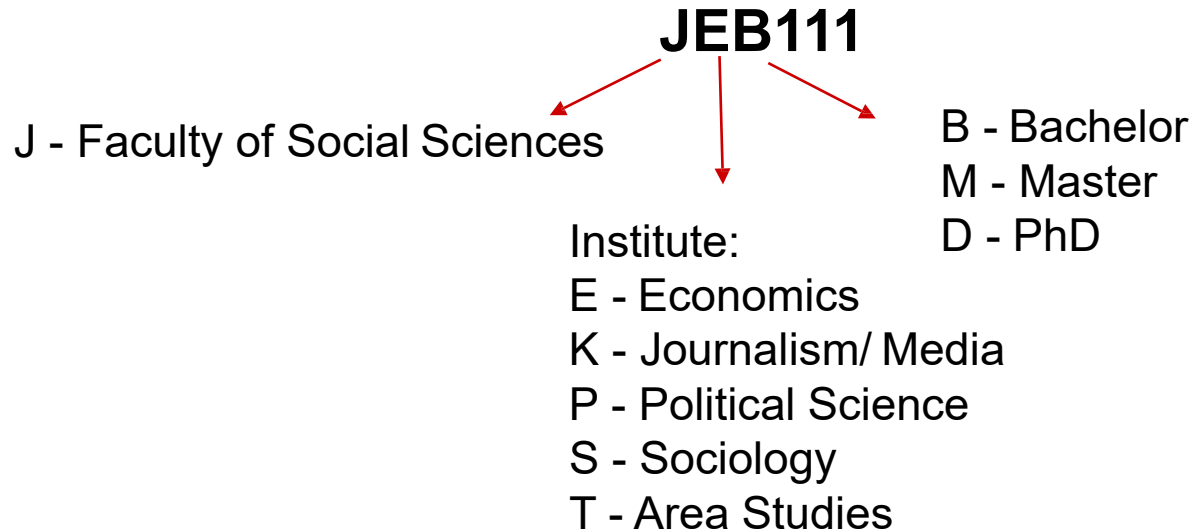 JEB111
J - Faculty of Social Sciences
B - Bachelor
M - Master
D - PhD
Institute:
E - Economics
K - Journalism/ Media
P - Political Science
S - Sociology
T - Area Studies